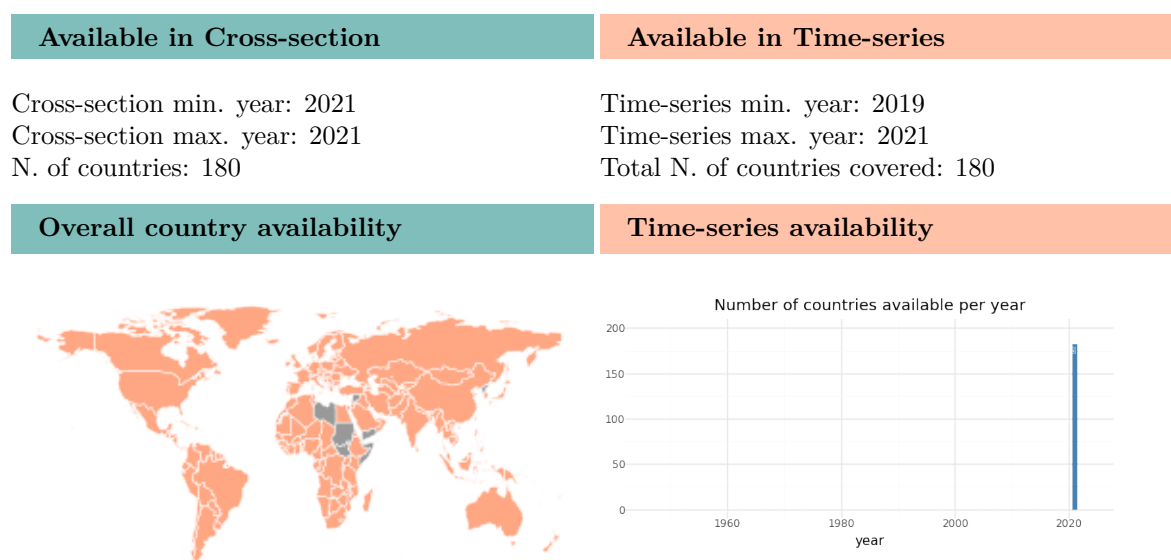 Available in Cross-section
Available in Time-series
Cross-section min. year: 2021
Cross-section max. year: 2021
N. of countries: 180
Time-series min. year: 2019
Time-series max. year: 2021
Total N. of countries covered: 180
Overall country availability
Time-series availability
Number of countries available per year
200
150
100
50
0
1960
1980
2000
2020
year